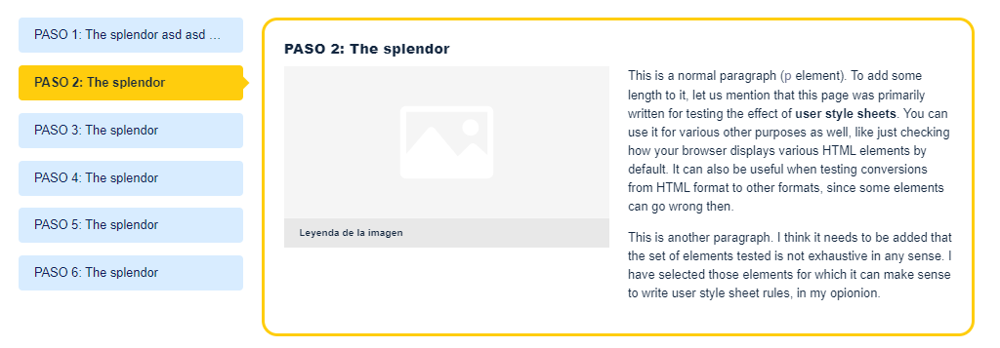 PASO 1: The splendor asd asd …
PASO 2: The splendor
PASO 3: The splendor
PASO 4: The splendor
PASO 5: The splendor
PASO 6: The splendor
PASO 2: The splendor
Leyenda de la imagen
This is a normal paragraph (p element). To add some
length to it, let us mention that this page was primarily
written for testing the effect of user style sheets. You can
use it for various other purposes as well, like just checking
how your browser displays various HTML elements by
default. It can also be useful when testing conversions
from HTML format to other formats, since some elements
can go wrong then.
This is another paragraph. I think it needs to be added that
the set of elements tested is not exhaustive in any sense. I
have selected those elements for which it can make sense
to write user style sheet rules, in my opionion.